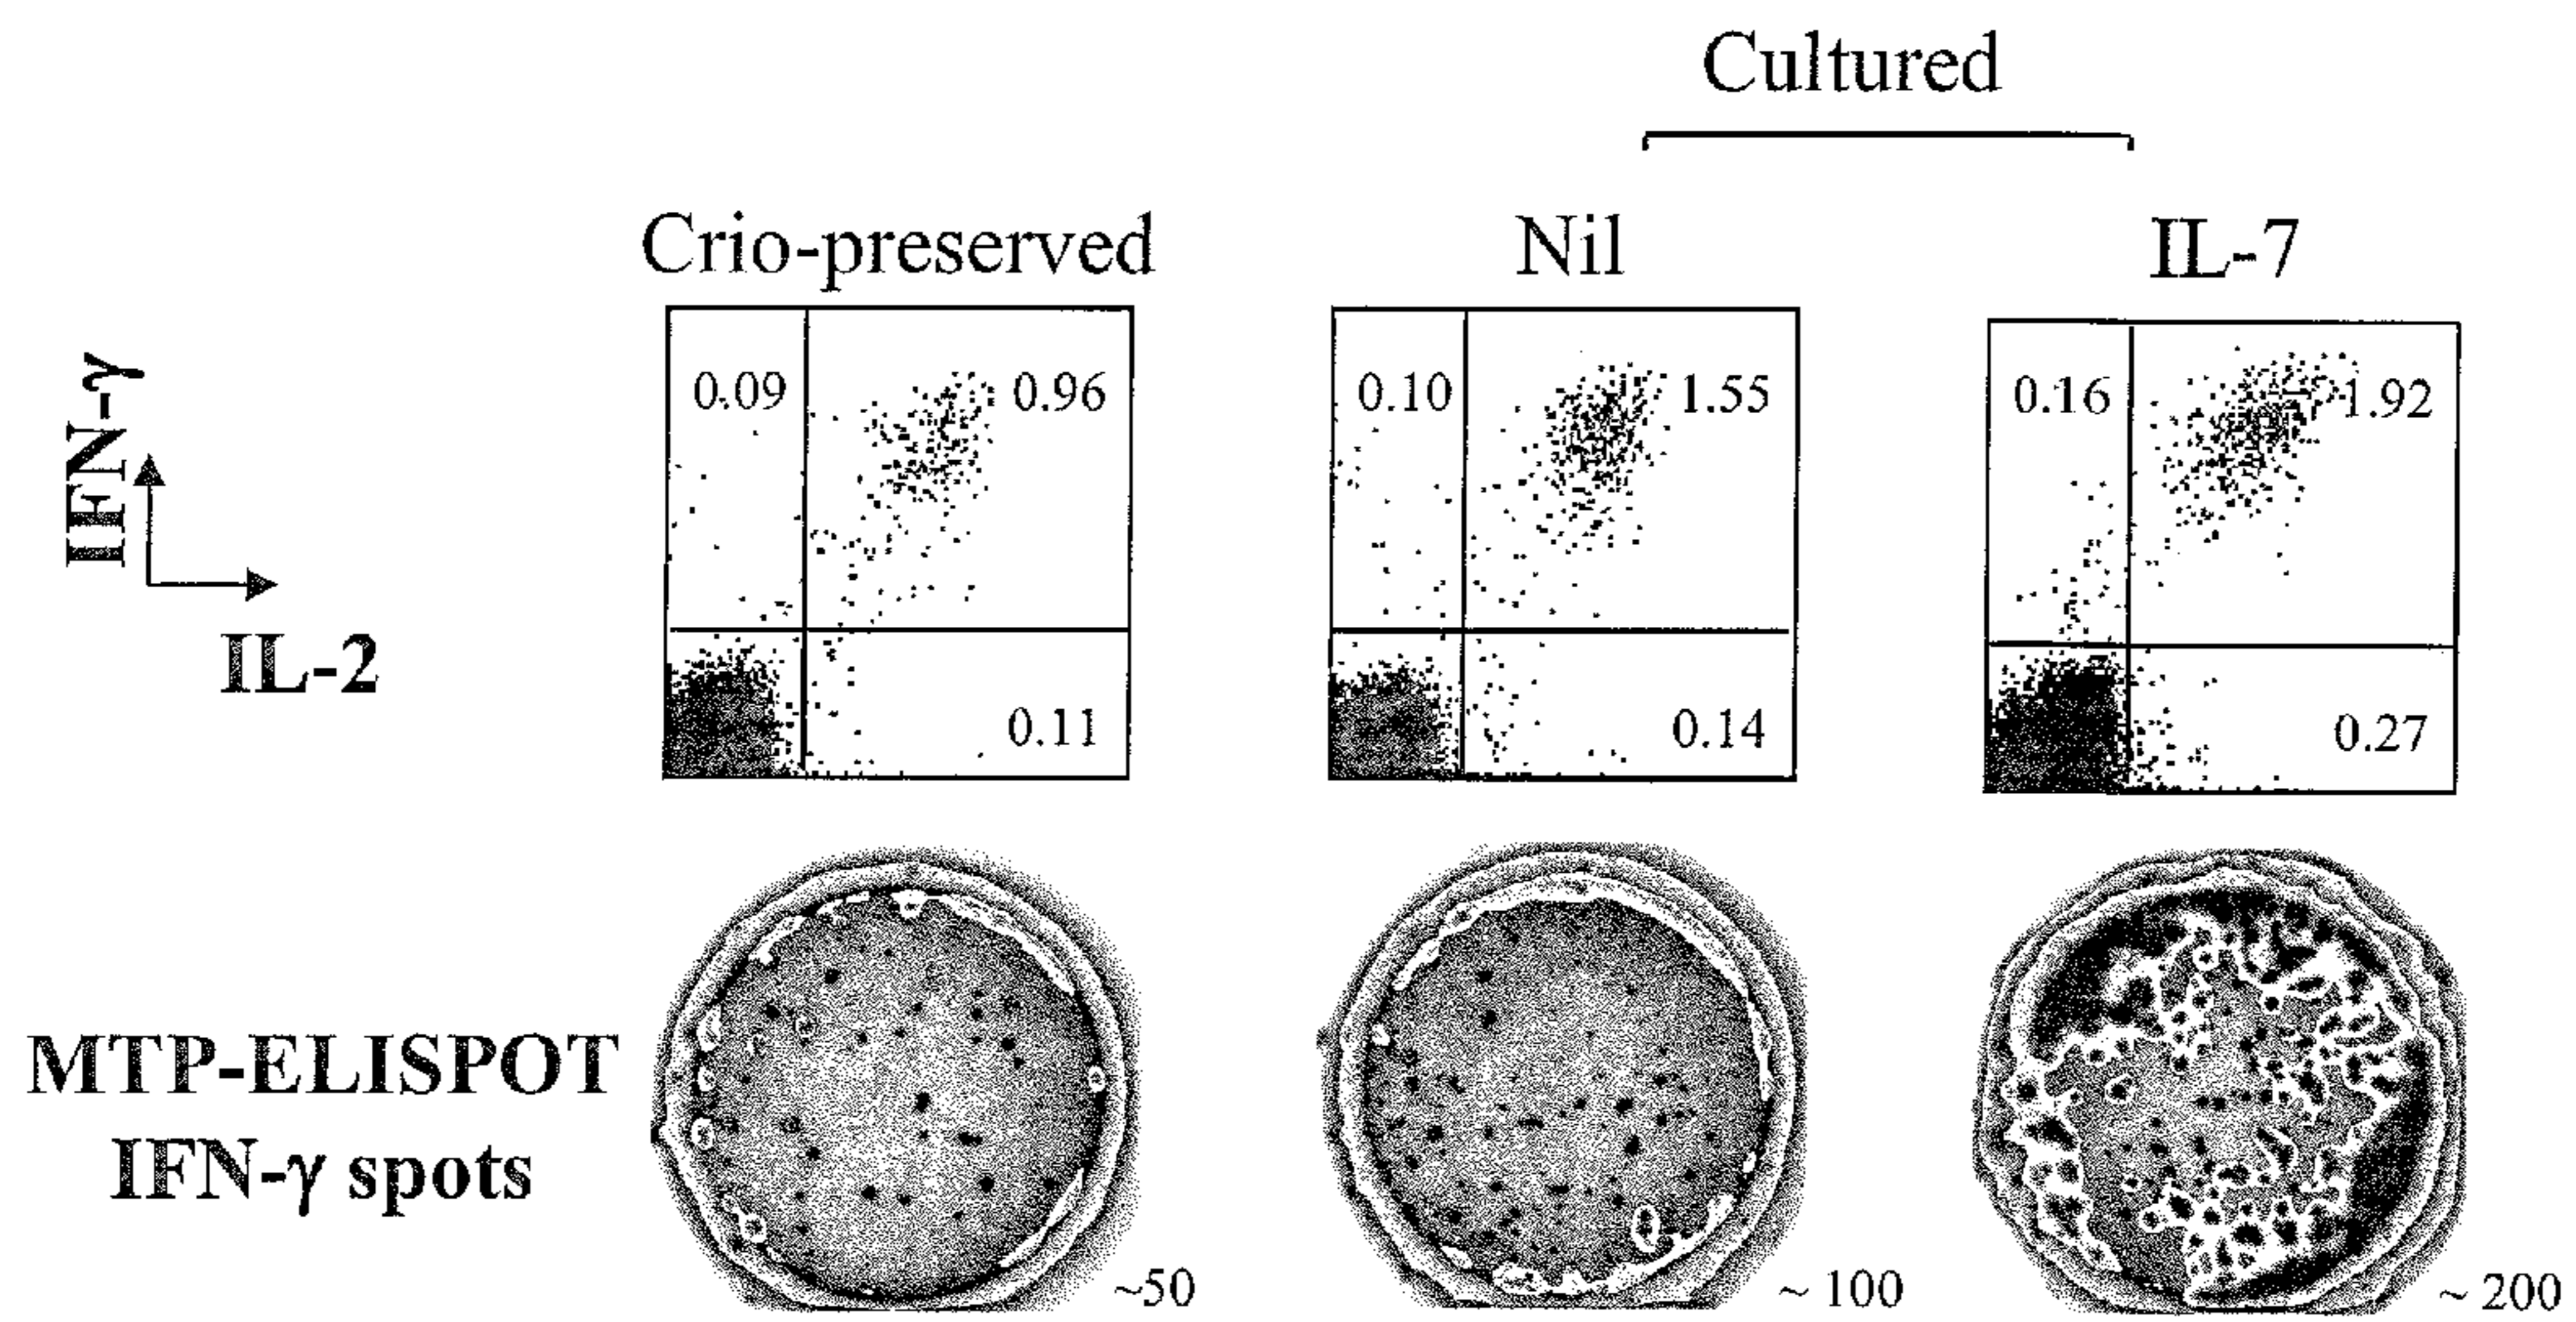 Cultured
Crio-preserved
Nil
IL-7
IFN-γ
IL-2
0.09
0.96
0.11
0.10
1.55
0.14
0.16
1.92
0.27
MTP-ELISPOT
IFN-γ spots
~50
~ 100
~ 200